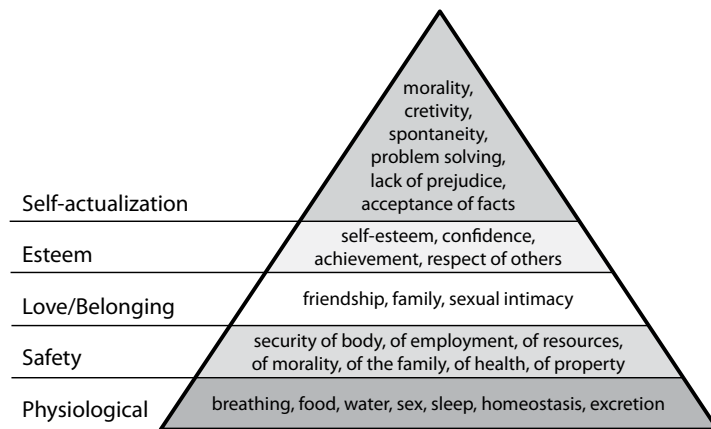 morality,
cretivity,
spontaneity,
problem solving,
lack of prejudice,
acceptance of facts
Self-actualization
self-esteem, confidence,
achievement, respect of others
Esteem
friendship, family, sexual intimacy
Love/Belonging
security of body, of employment, of resources,
of morality, of the family, of health, of property
Safety
breathing, food, water, sex, sleep, homeostasis, excretion
Physiological